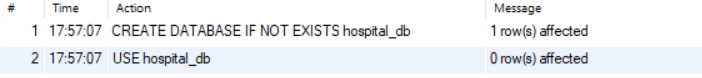 # Time Action Message
1 17:57:07 CREATE DATABASE IF NOT EXISTS hospital_db 1 row(s) affected
2 17:57:07 USE hospital_db 0 row(s) affected